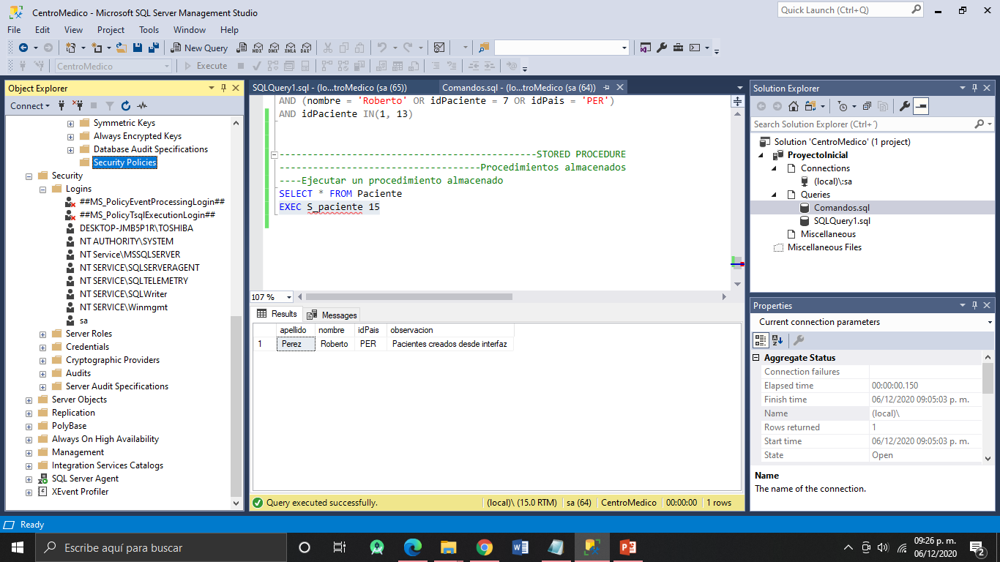 CentroMedico - Microsoft SQL Server Management Studio
Quick Launch (Ctrl+Q)
File Edit View Project Tools Window Help
New Query
MDX DMX XMLA DAX
CentroMedico
Execute
Object Explorer
Connect
Symmetric Keys
Always Encrypted Keys
Database Audit Specifications
Security Policies
Security
Logins
##MS_PolicyEventProcessingLogin##
##MS_PolicyTsqlExecutionLogin##
DESKTOP-JMB5P1R\TOSHIBA
NT AUTHORITY\SYSTEM
NT Service\MSSQLSERVER
NT SERVICE\SQLSERVERAGENT
NT SERVICE\SQLTELEMETRY
NT SERVICE\SQLWriter
NT SERVICE\Winmgmt
sa
Server Roles
Credentials
Cryptographic Providers
Audits
Server Audit Specifications
Server Objects
Replication
PolyBase
Always On High Availability
Management
Integration Services Catalogs
SQL Server Agent
XEvent Profiler
SQLQuery1.sql - (lo...troMedico (sa (65))
Comandos.sql - (lo...troMedico (sa (64))
AND (nombre = 'Roberto' OR idPaciente = 7 OR idPais = 'PER')
AND idPaciente IN(1, 13)
----------------------------------------------STORED PROCEDURE
------------------------------------Procedimientos almacenados
----Ejecutar un procedimiento almacenado
SELECT * FROM Paciente
EXEC S_paciente 15
107 %
Results Messages
apellido nombre idPais observacion
1 Perez Roberto PER Pacientes creados desde interfaz
Query executed successfully.
(local)\ (15.0 RTM) sa (64) CentroMedico 00:00:00 1 rows
Solution Explorer
Search Solution Explorer (Ctrl+´)
Solution 'CentroMedico' (1 project)
ProyectoInicial
Connections
(local)\:sa
Queries
Comandos.sql
SQLQuery1.sql
Miscellaneous
Miscellaneous Files
Properties
Current connection parameters
Aggregate Status
Connection failures
Elapsed time 00:00:00.150
Finish time 06/12/2020 09:05:03 p. m.
Name (local)\
Rows returned 1
Start time 06/12/2020 09:05:03 p. m.
State Open
Name
The name of the connection.
Ready
Escribe aquí para buscar
09:26 p. m.
06/12/2020
2